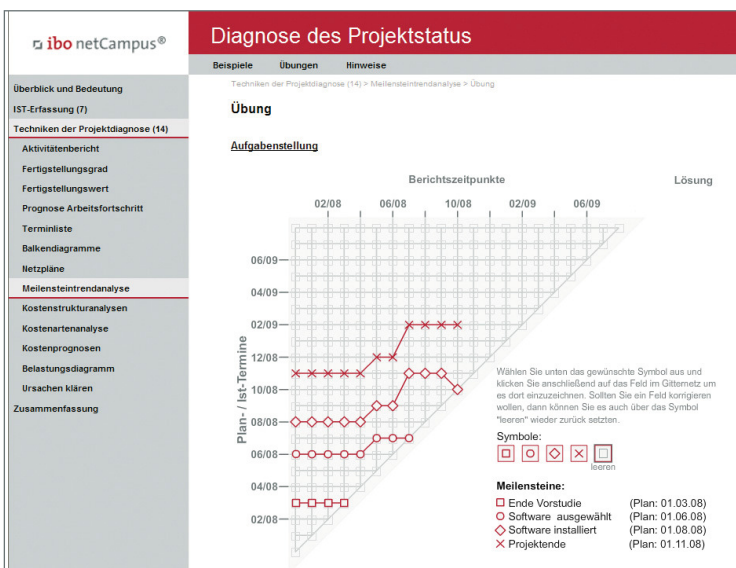 ibo netCampus®
Diagnose des Projektstatus
Beispiele Übungen Hinweise
Überblick und Bedeutung
IST-Erfassung (7)
Techniken der Projektdiagnose (14)
Aktivitätenbericht
Fertigstellungsgrad
Fertigstellungswert
Prognose Arbeitsfortschritt
Terminliste
Balkendiagramme
Netzpläne
Meilensteintrendanalyse
Kostenstrukturanalysen
Kostenartenanalyse
Kostenprognosen
Belastungsdiagramm
Ursachen klären
Zusammenfassung
Techniken der Projektdiagnose (14) > Meilensteintrendanalyse > Übung
Übung
Aufgabenstellung
Berichtszeitpunkte
Lösung
02/08 06/08 10/08 02/09 06/09
Plan- / Ist-Termine
06/09
04/09
02/09
12/08
10/08
08/08
06/08
04/08
02/08
Wählen Sie unten das gewünschte Symbol aus und
klicken Sie anschließend auf das Feld im Gitternetz um
es dort einzuzeichnen. Sollten Sie ein Feld korrigieren
wollen, dann können Sie es auch über das Symbol
"leeren" wieder zurück setzten.
Symbole:
leeren
Meilensteine:
Ende Vorstudie (Plan: 01.03.08)
Software ausgewählt (Plan: 01.06.08)
Software installiert (Plan: 01.08.08)
Projektende (Plan: 01.11.08)